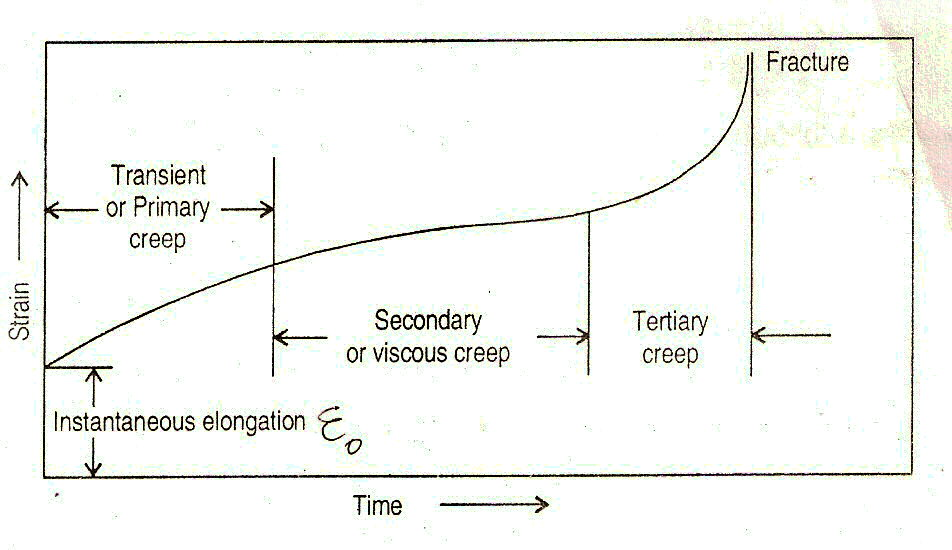 Fracture
Transient
or Primary
creep
Strain
Secondary
or viscous creep
Tertiary
creep
Instantaneous elongation ε₀
Time